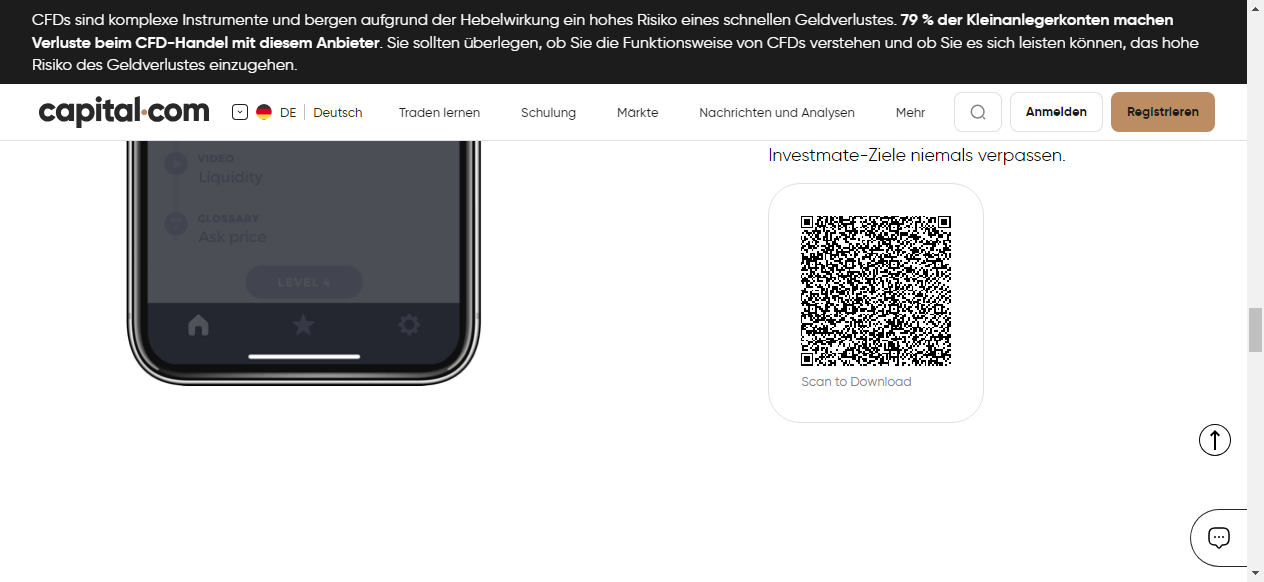 CFDs sind komplexe Instrumente und bergen aufgrund der Hebelwirkung ein hohes Risiko eines schnellen Geldverlustes. 79 % der Kleinanlegerkonten machen
Verluste beim CFD-Handel mit diesem Anbieter. Sie sollten überlegen, ob Sie die Funktionsweise von CFDs verstehen und ob Sie es sich leisten können, das hohe
Risiko des Geldverlustes einzugehen.
capital.com DE Deutsch Traden lernen Schulung Märkte Nachrichten und Analysen Mehr Anmelden Registrieren
Investmate-Ziele niemals verpassen.
VIDEO
Liquidity
GLOSSARY
Ask price
LEVEL 4
Scan to Download